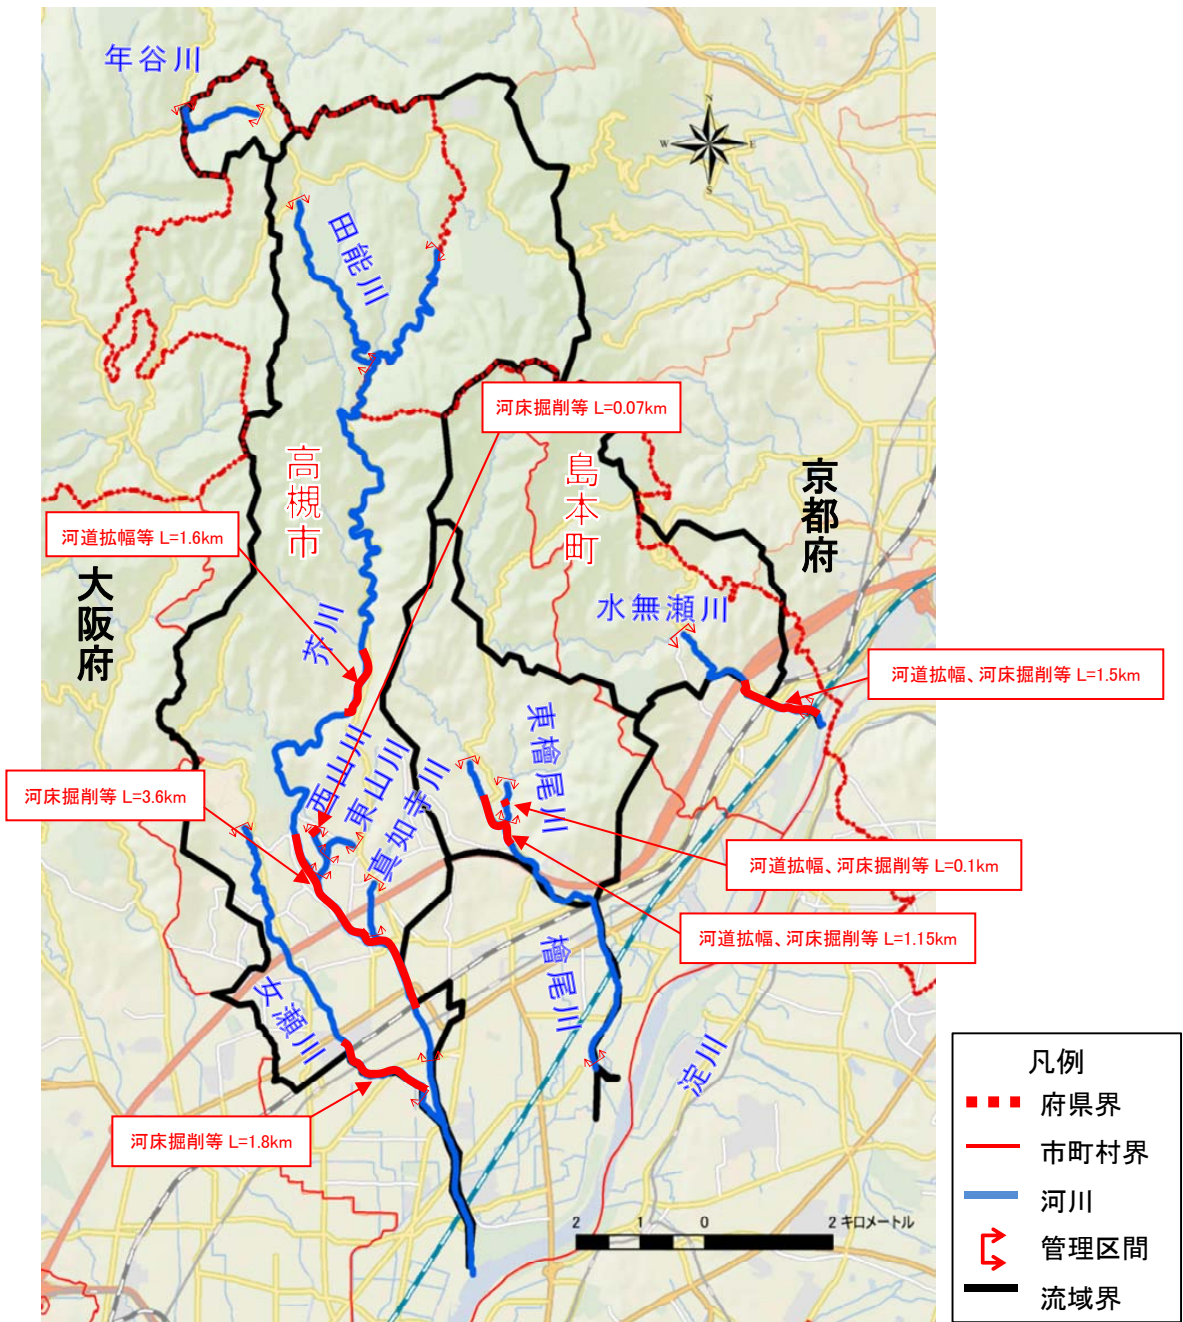 年谷川
N
W
E
S
田能川
河床掘削等 L=0.07km
高槻市
島本町
京都府
河道拡幅等 L=1.6km
大阪府
芥川
水無瀬川
河道拡幅、河床掘削等 L=1.5km
西山川
東山川
真如寺川
東檜尾川
河床掘削等 L=3.6km
河道拡幅、河床掘削等 L=0.1km
河道拡幅、河床掘削等 L=1.15km
女瀬川
檜尾川
淀川
河床掘削等 L=1.8km
2 1 0 2 キロメートル
凡例
府県界
市町村界
河川
管理区間
流域界